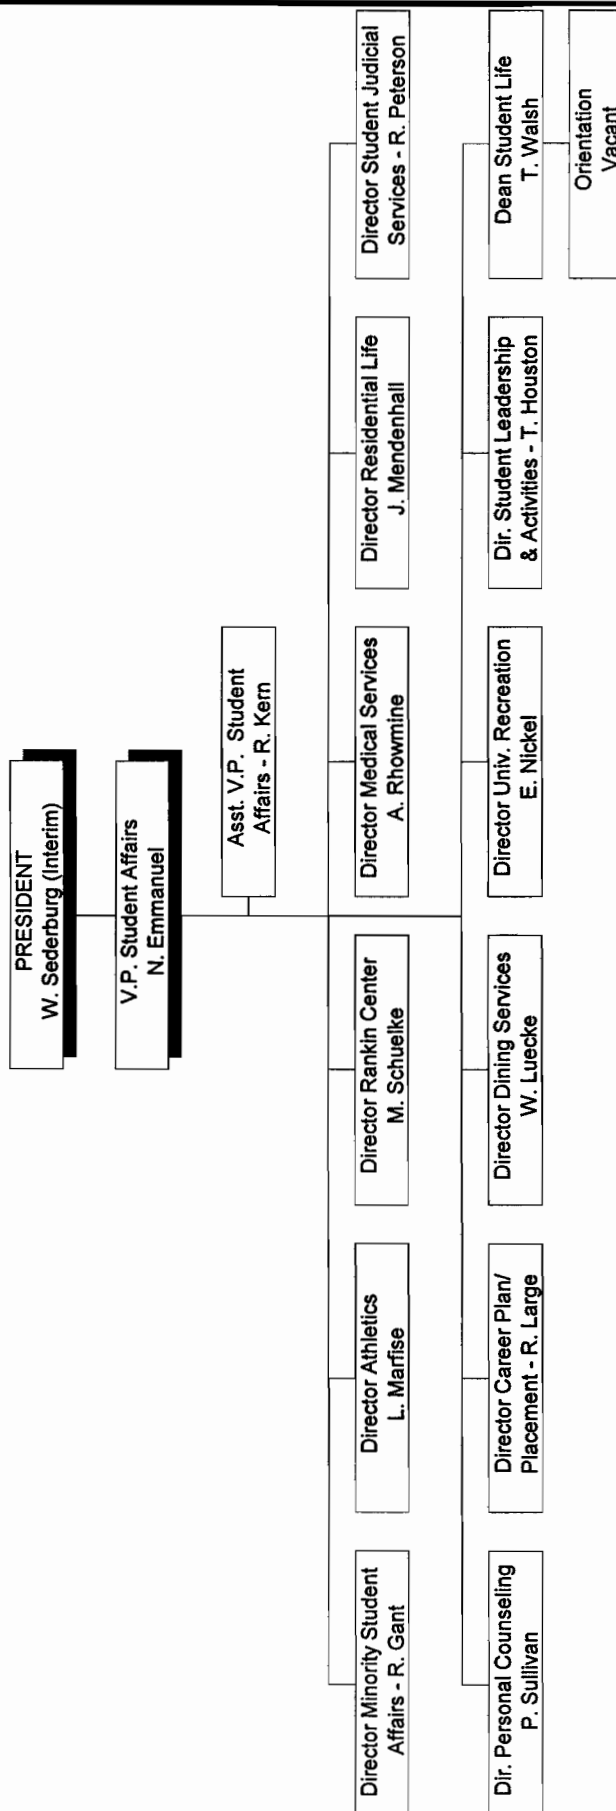 PRESIDENT
W. Sederburg (Interim)
V.P. Student Affairs
N. Emmanuel
Asst. V.P. Student
Affairs - R. Kern
Director Minority Student
Affairs - R. Gant
Director Athletics
L. Marfise
Director Rankin Center
M. Schuelke
Director Medical Services
A. Rhowmine
Director Residential Life
J. Mendenhall
Director Student Judicial
Services - R. Peterson
Dir. Personal Counseling
P. Sullivan
Director Career Plan/
Placement - R. Large
Director Dining Services
W. Luecke
Director Univ. Recreation
E. Nickel
Dir. Student Leadership
& Activities - T. Houston
Dean Student Life
T. Walsh
Orientation
Vacant